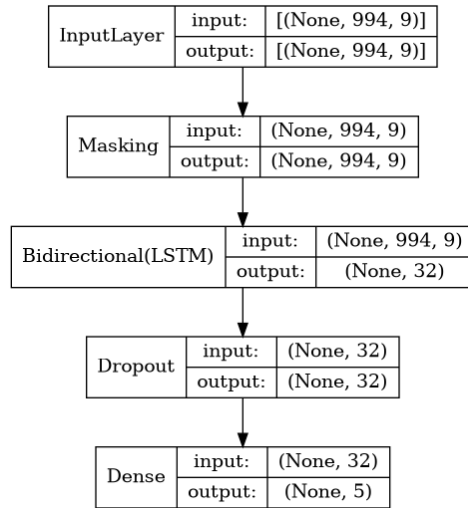 InputLayer
input: [(None, 994, 9)]
output: [(None, 994, 9)]
Masking
input: (None, 994, 9)
output: (None, 994, 9)
Bidirectional(LSTM)
input: (None, 994, 9)
output: (None, 32)
Dropout
input: (None, 32)
output: (None, 32)
Dense
input: (None, 32)
output: (None, 5)